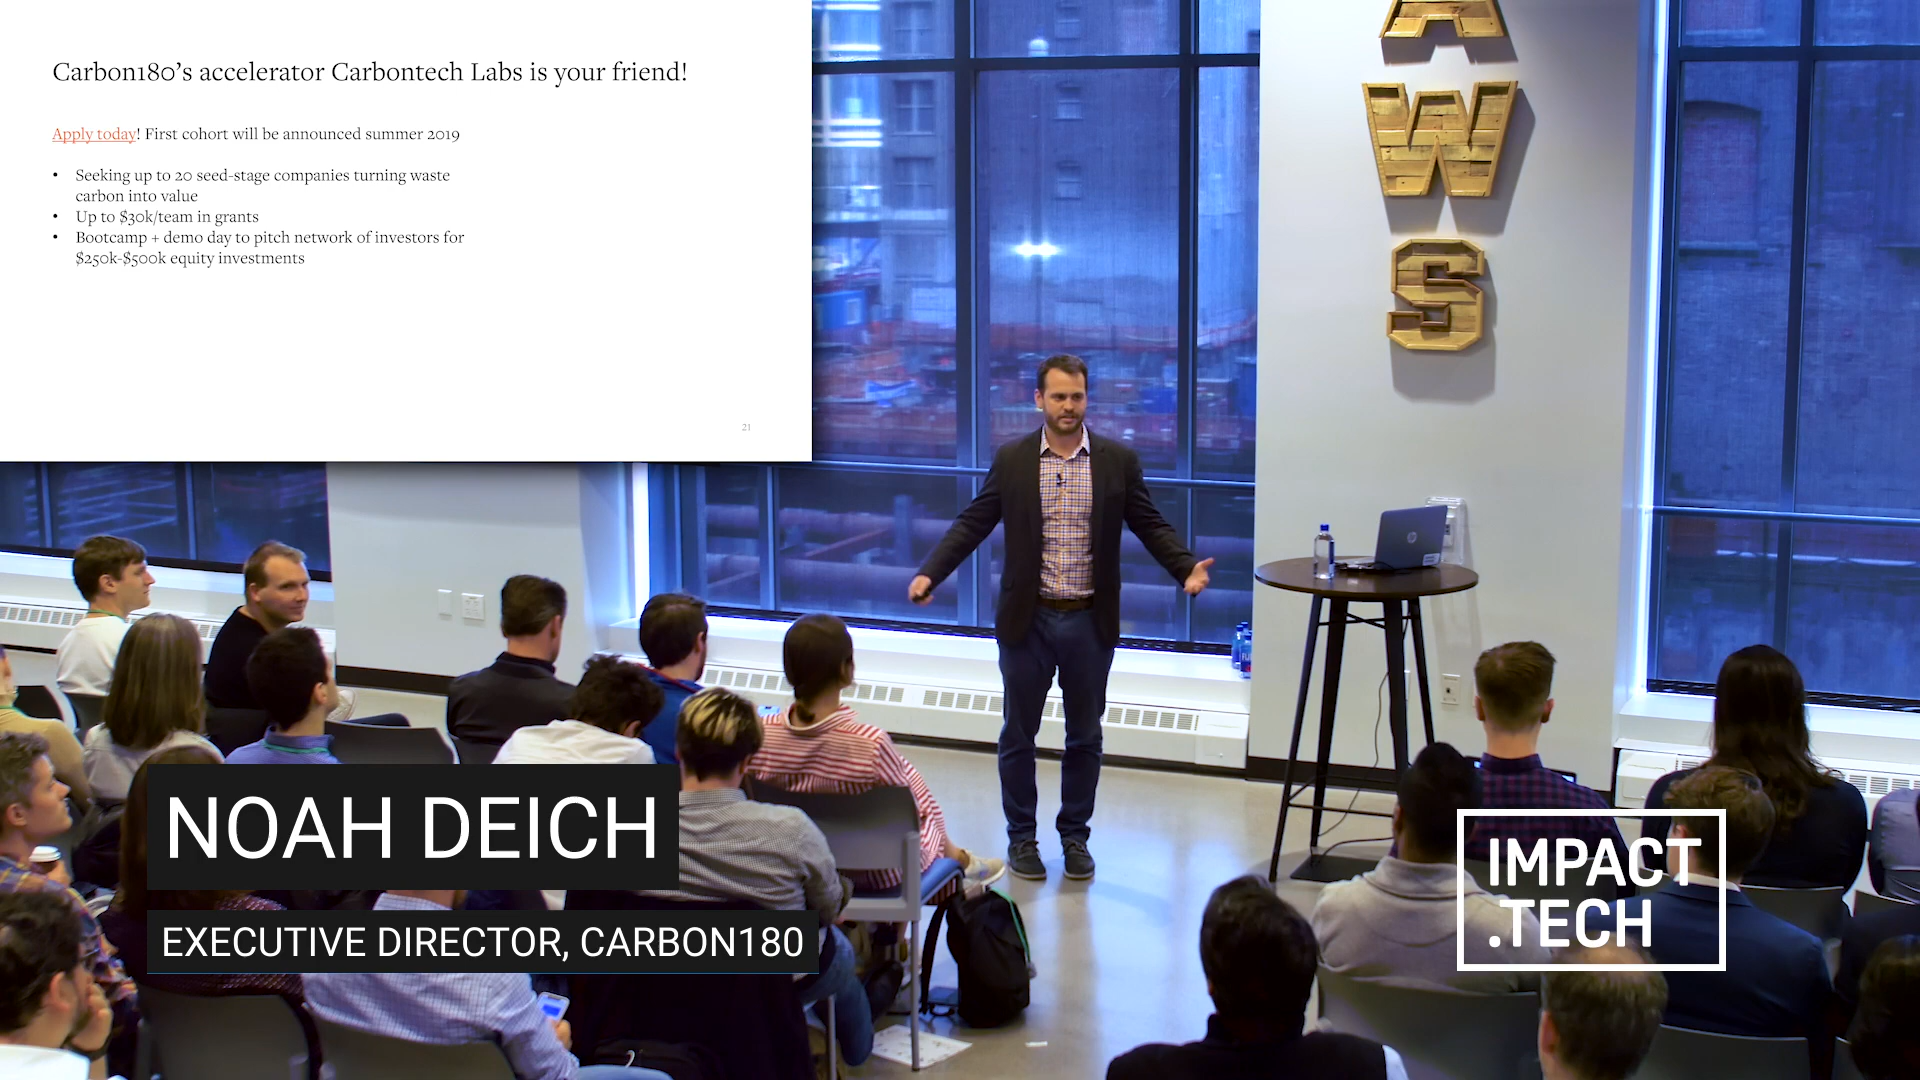 Carbon180's accelerator Carbontech Labs is your friend!
Apply today! First cohort will be announced summer 2019
• Seeking up to 20 seed-stage companies turning waste
carbon into value
• Up to $30k/team in grants
• Bootcamp + demo day to pitch network of investors for
$250k-$500k equity investments
21
A
W
S
hp
NOAH DEICH
EXECUTIVE DIRECTOR, CARBON180
IMPACT
.TECH